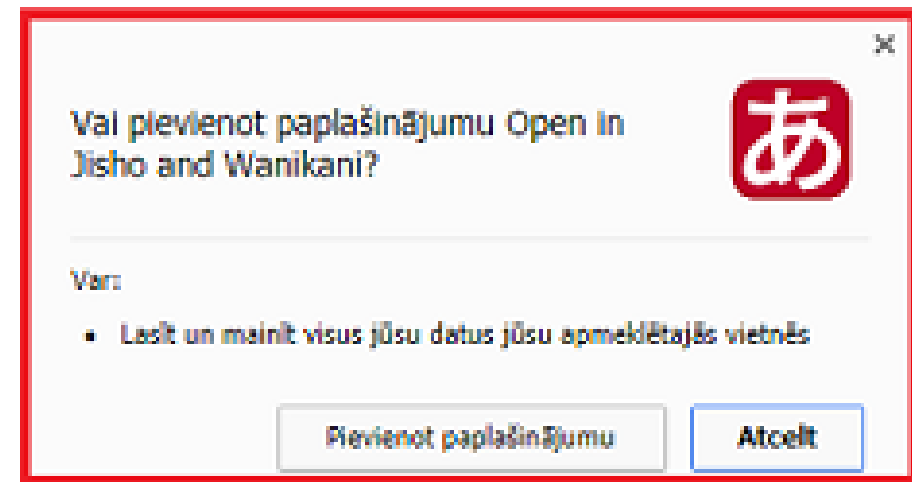 Vai pievienot paplašinājumu Open in
Jisho and Wanikani?
あ
Var:
• Lasīt un mainīt visus jūsu datus jūsu apmeklētajās vietnēs
Pievienot paplašinājumu
Atcelt